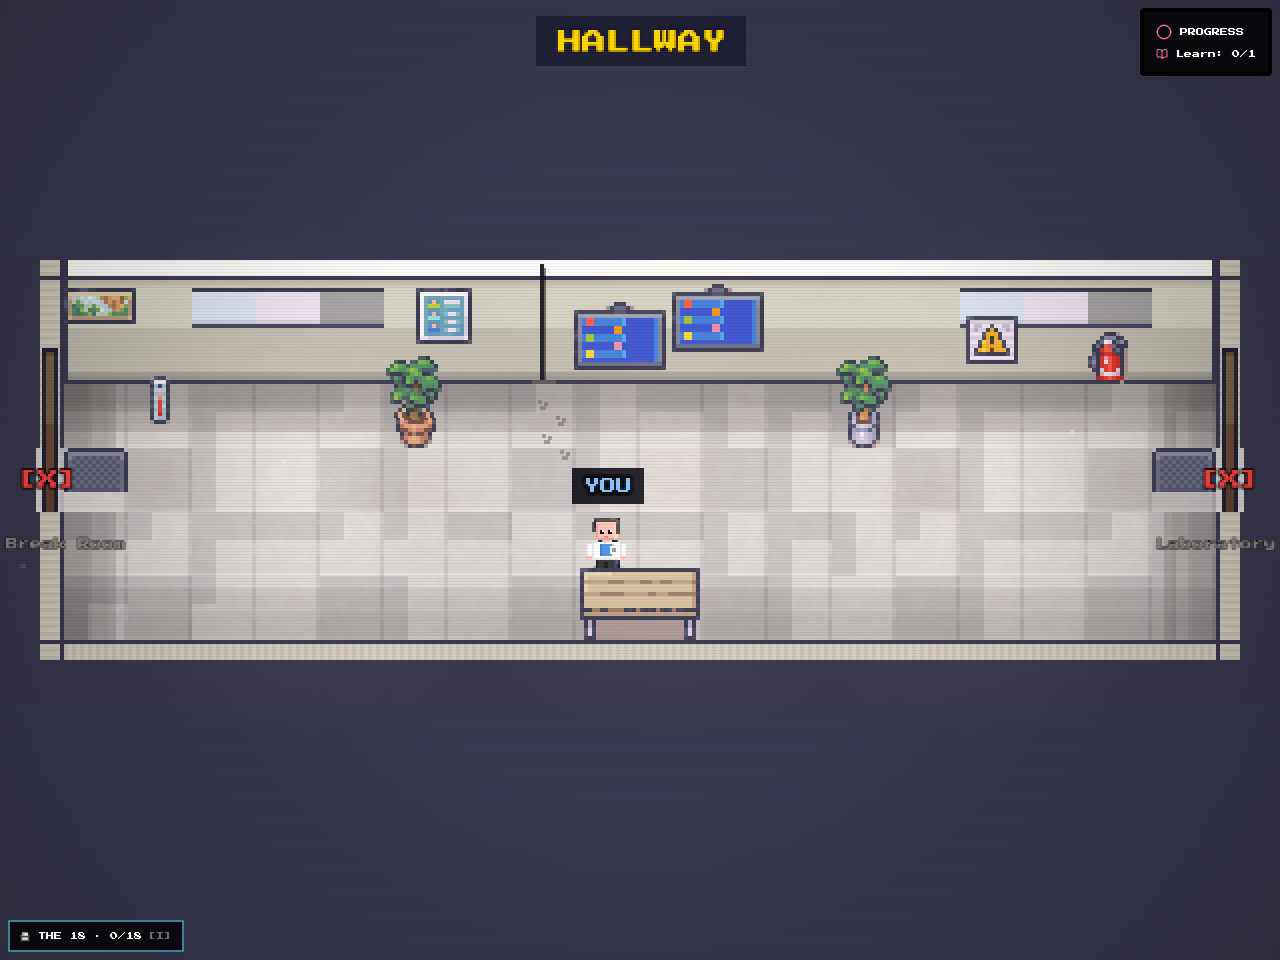 HALLWAY
PROGRESS
Learn: 0/1
YOU
[X]
[X]
Break Room
Laboratory
THE 18 · 0/18 [I]